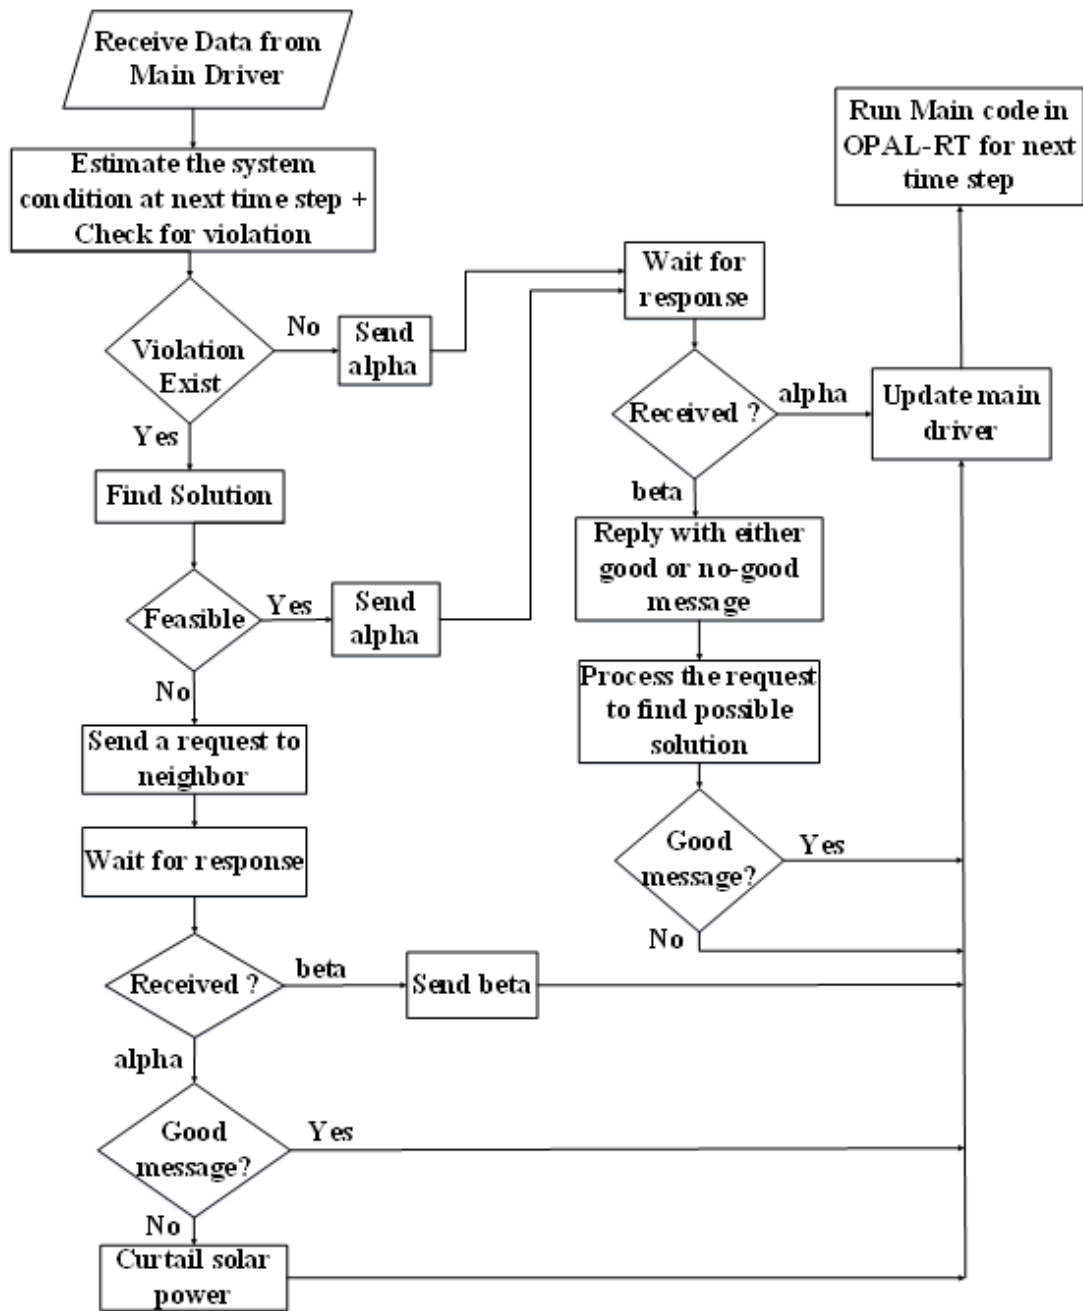 Receive Data from
Main Driver
Estimate the system
condition at next time step +
Check for violation
Violation
Exist
No
Send
alpha
Yes
Find Solution
Feasible
Yes
Send
alpha
No
Send a request to
neighbor
Wait for response
Received ?
beta
Send beta
alpha
Good
message?
Yes
No
Curtail solar
power
Wait for
response
Received ?
alpha
beta
Reply with either
good or no-good
message
Process the request
to find possible
solution
Good
message?
Yes
No
Update main
driver
Run Main code in
OPAL-RT for next
time step